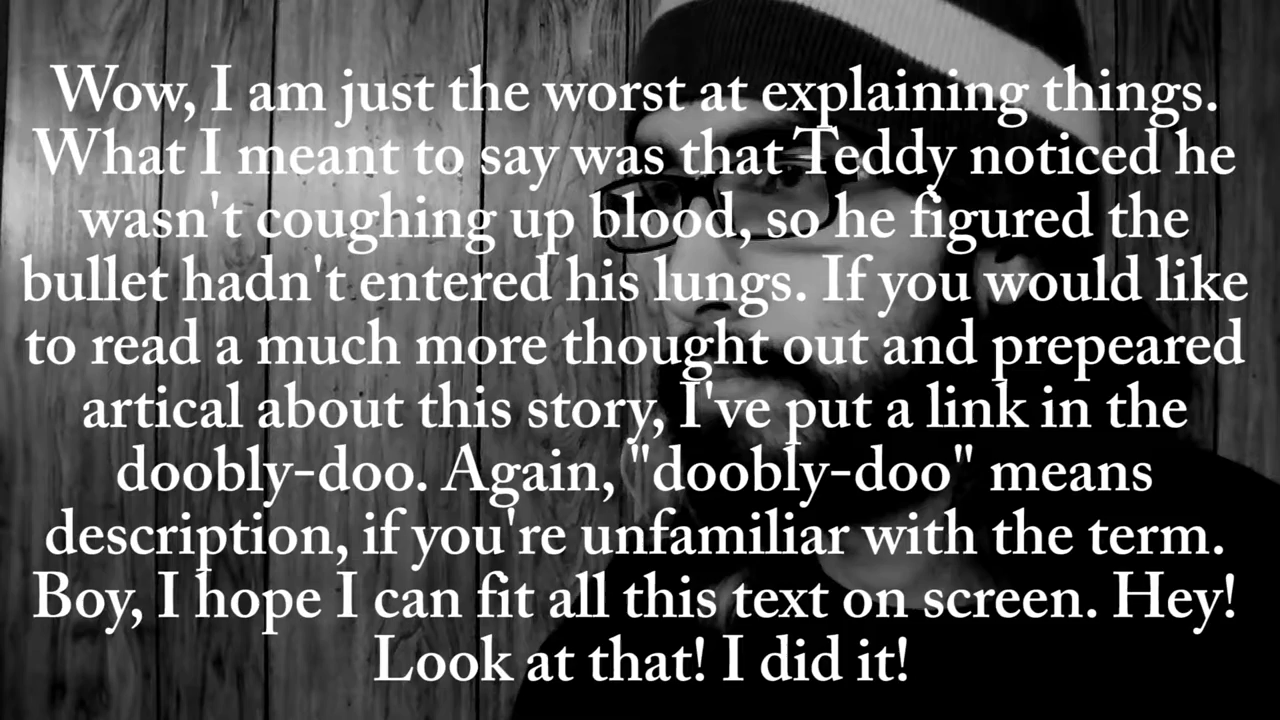 Wow, I am just the worst at explaining things.
What I meant to say was that Teddy noticed he
wasn't coughing up blood, so he figured the
bullet hadn't entered his lungs. If you would like
to read a much more thought out and prepeared
artical about this story, I've put a link in the
doobly-doo. Again, "doobly-doo" means
description, if you're unfamiliar with the term.
Boy, I hope I can fit all this text on screen. Hey!
Look at that! I did it!